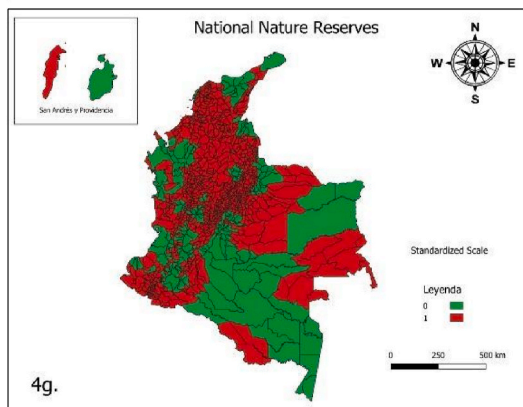 National Nature Reserves
N
W E
S
San Andrés y Providencia
Standardized Scale
Leyenda
0
1
0 250 500 km
4g.